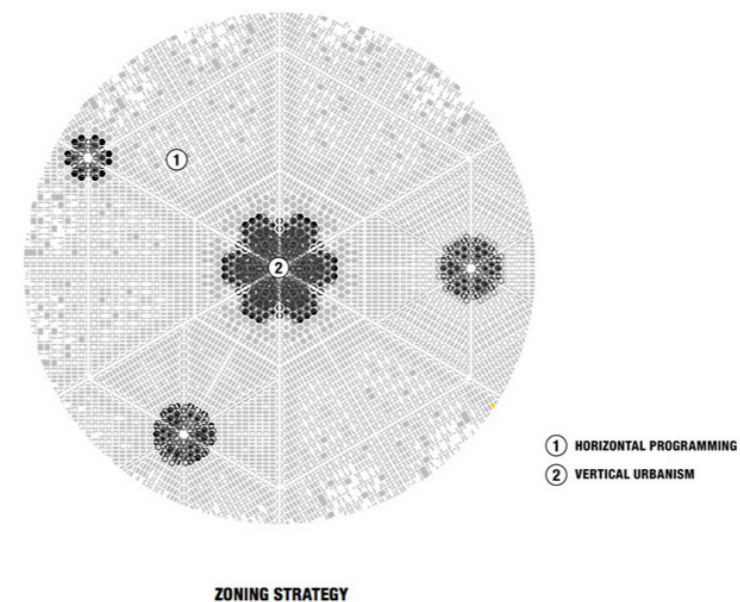 1
2
1 HORIZONTAL PROGRAMMING
2 VERTICAL URBANISM
ZONING STRATEGY